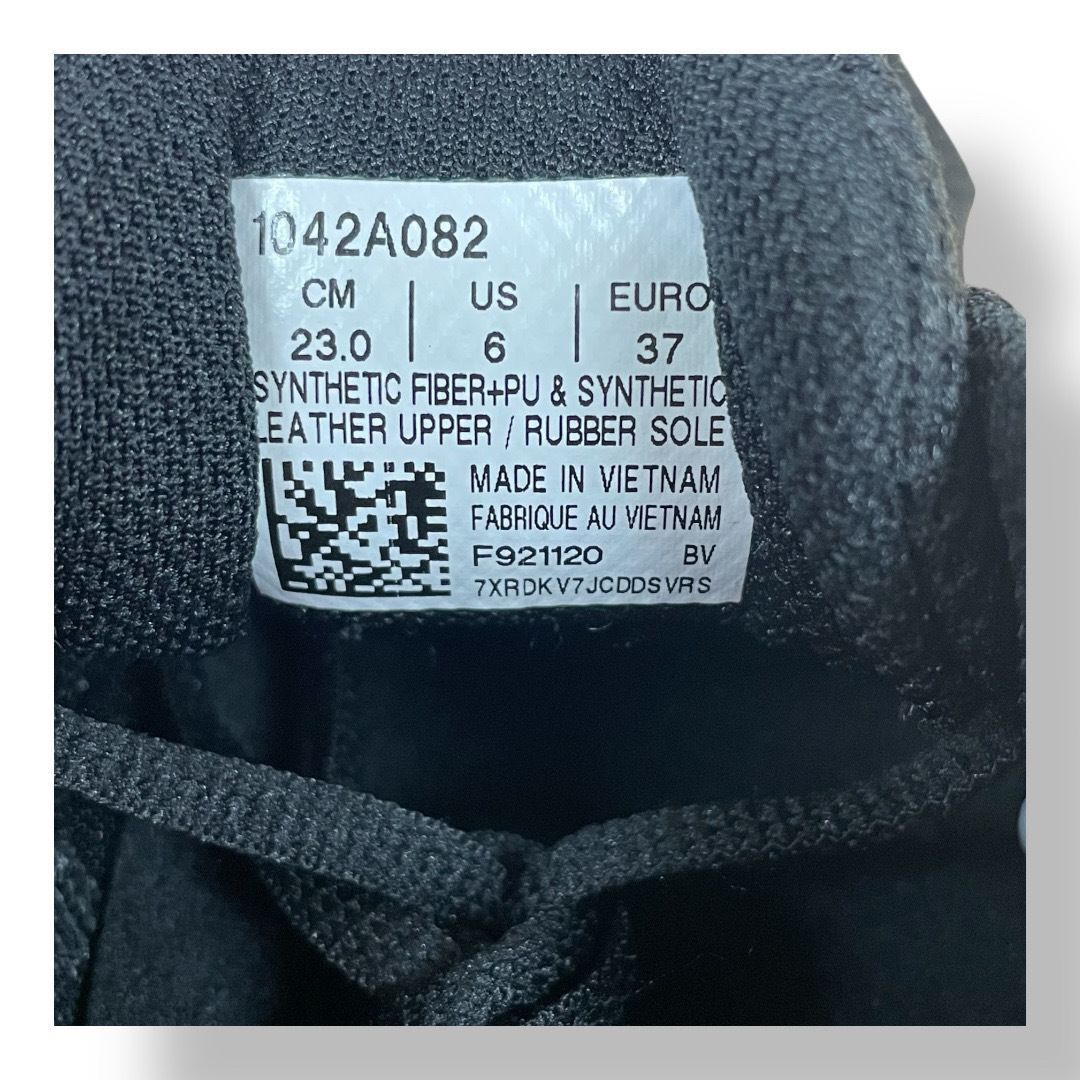 1042A082
CM | US | EURO
23.0 | 6 | 37
SYNTHETIC FIBER+PU & SYNTHETIC
LEATHER UPPER / RUBBER SOLE
MADE IN VIETNAM
FABRIQUE AU VIETNAM
F921120 BV
7XRDKV7JCDDSVRS